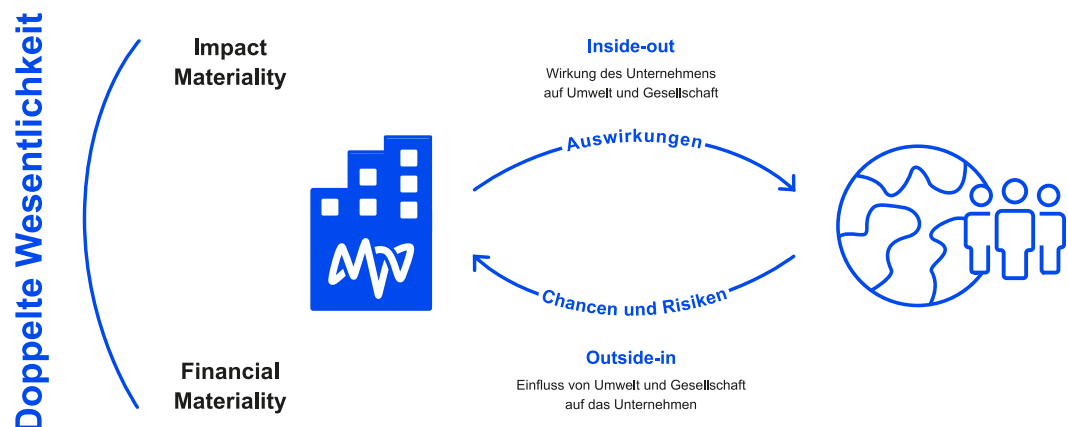 Doppelte Wesentlichkeit
Impact
Materiality
Inside-out
Wirkung des Unternehmens
auf Umwelt und Gesellschaft
Auswirkungen
Chancen und Risiken
Outside-in
Einfluss von Umwelt und Gesellschaft
auf das Unternehmen
Financial
Materiality